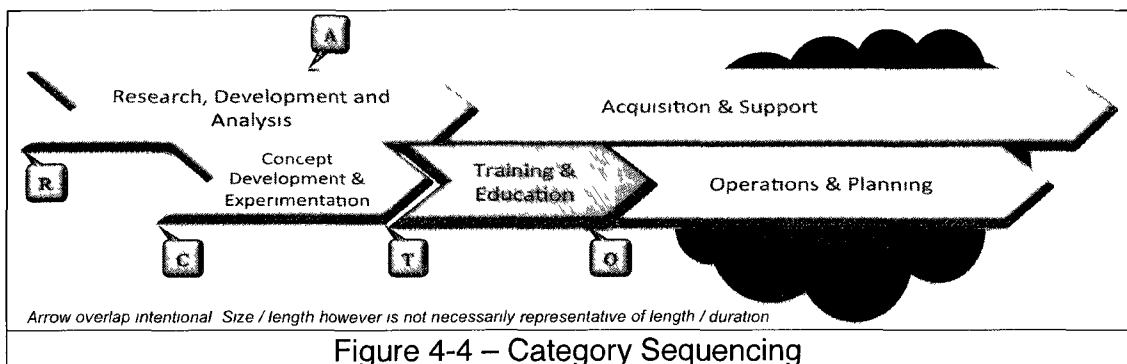 A
Research, Development and
Analysis
Acquisition & Support
R
Concept
Development &
Experimentation
Training &
Education
Operations & Planning
C
T
O
Arrow overlap intentional Size / length however is not necessarily representative of length / duration
Figure 4-4 – Category Sequencing